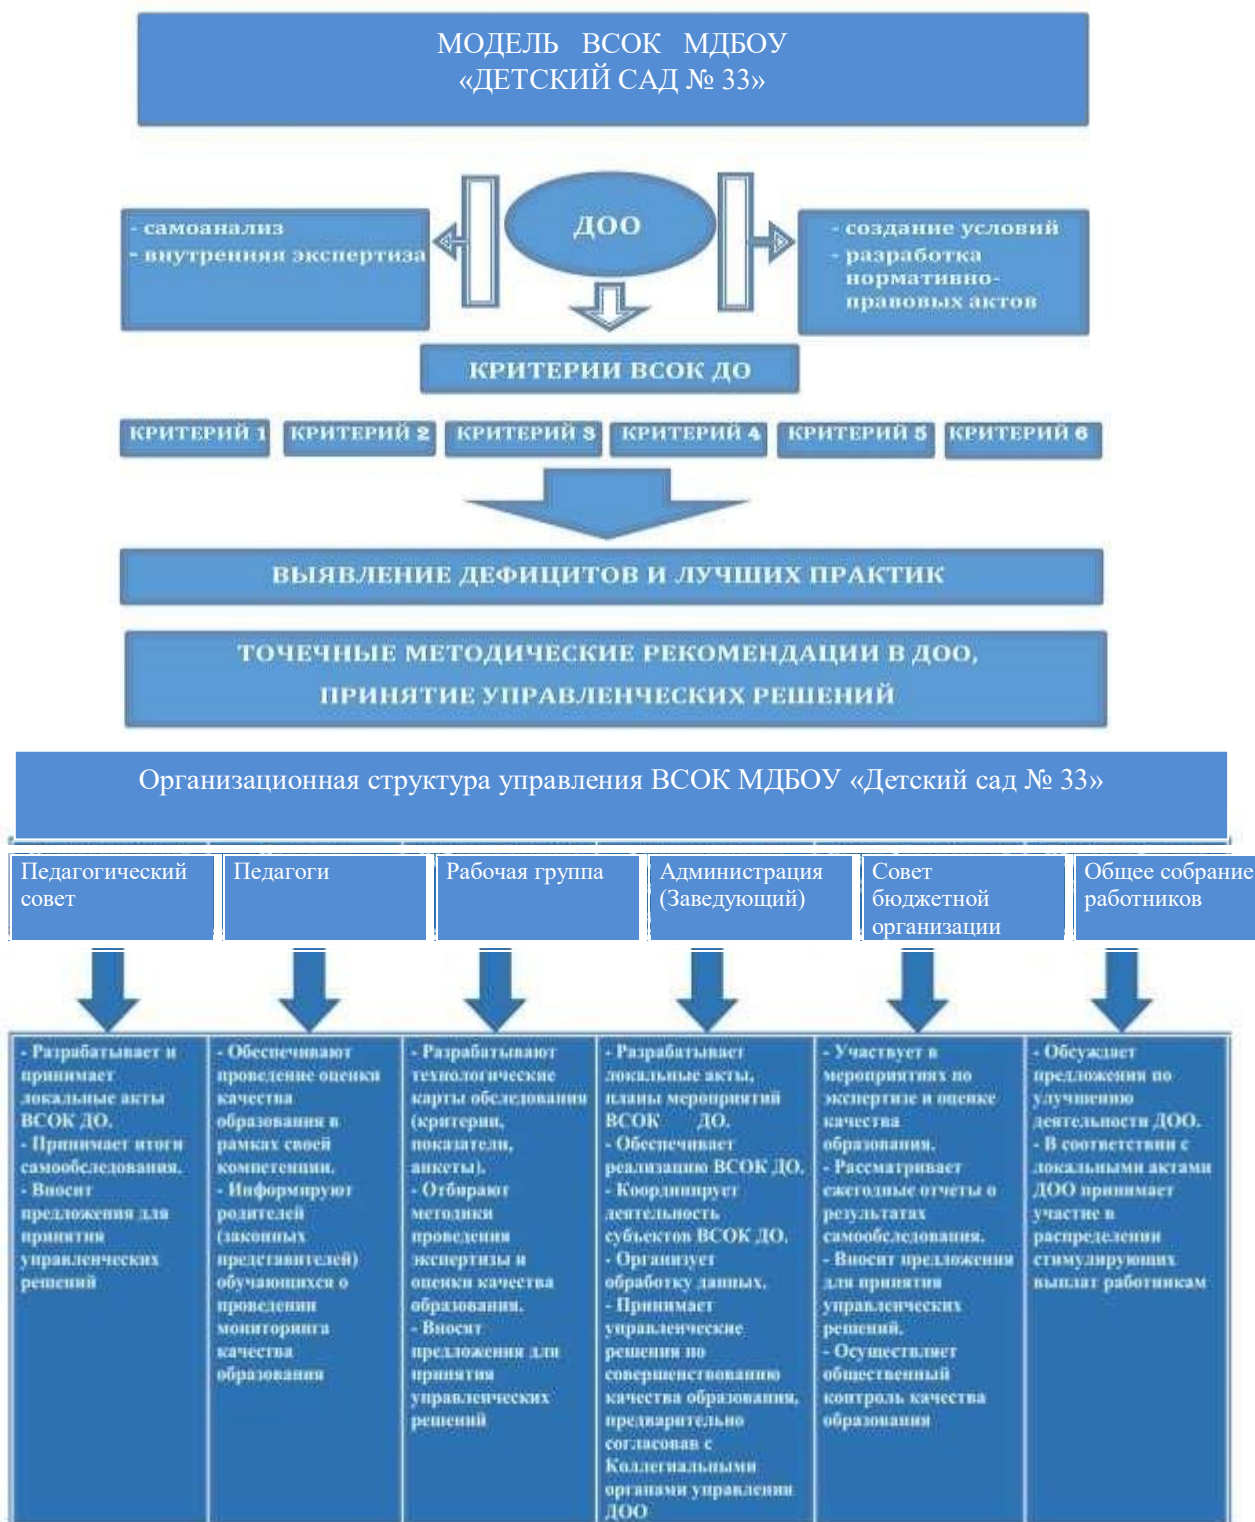 МОДЕЛЬ ВСОК МДБОУ
«ДЕТСКИЙ САД № 33»
ДОО
- самоанализ
- внутренняя экспертиза
- создание условий
- разработка
нормативно-
правовых актов
КРИТЕРИИ ВСОК ДО
КРИТЕРИЙ 1
КРИТЕРИЙ 2
КРИТЕРИЙ 3
КРИТЕРИЙ 4
КРИТЕРИЙ 5
КРИТЕРИЙ 6
ВЫЯВЛЕНИЕ ДЕФИЦИТОВ И ЛУЧШИХ ПРАКТИК
ТОЧЕЧНЫЕ МЕТОДИЧЕСКИЕ РЕКОМЕНДАЦИИ В ДОО,
ПРИНЯТИЕ УПРАВЛЕНЧЕСКИХ РЕШЕНИЙ
Организационная структура управления ВСОК МДБОУ «Детский сад № 33»
Педагогический
совет
Педагоги
Рабочая группа
Администрация
(Заведующий)
Совет
бюджетной
организации
Общее собрание
работников
- Разрабатывает и
принимает
локальные акты
ВСОК ДО.
- Принимает итоги
самообследования.
- Вносит
предложения для
принятия
управленческих
решений
- Обеспечивают
проведение оценки
качества
образования в
рамках своей
компетенции.
- Информируют
родителей
(законных
представителей)
обучающихся о
проведении
мониторинга
качества
образования
- Разрабатывают
технологические
карты обследования
(критерии,
показатели,
анкеты).
- Отбирают
методики
проведения
экспертизы и
оценки качества
образования.
- Вносят
предложения для
принятия
управленческих
решений
- Разрабатывает
локальные акты,
планы мероприятий
ВСОК ДО.
- Обеспечивает
реализацию ВСОК ДО.
- Координирует
деятельность
субъектов ВСОК ДО.
- Организует
обработку данных.
- Принимает
управленческие
решения по
совершенствованию
качества образования,
предварительно
согласовав с
Коллегиальными
органами управления
ДОО
- Участвует в
мероприятиях по
экспертизе и оценке
качества
образования.
- Рассматривает
ежегодные отчеты о
результатах
самообследования.
- Вносит предложения
для принятия
управленческих
решений.
- Осуществляет
общественный
контроль качества
образования
- Обсуждает
предложения по
улучшению
деятельности ДОО.
- В соответствии с
локальными актами
ДОО принимает
участие в
распределении
стимулирующих
выплат работникам